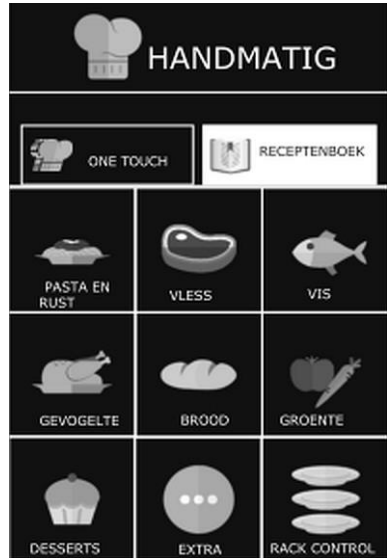 HANDMATIG
ONE TOUCH
RECEPTENBOEK
PASTA EN
RUST
VLESS
VIS
GEVOGELTE
BROOD
GROENTE
DESSERTS
EXTRA
RACK CONTROL